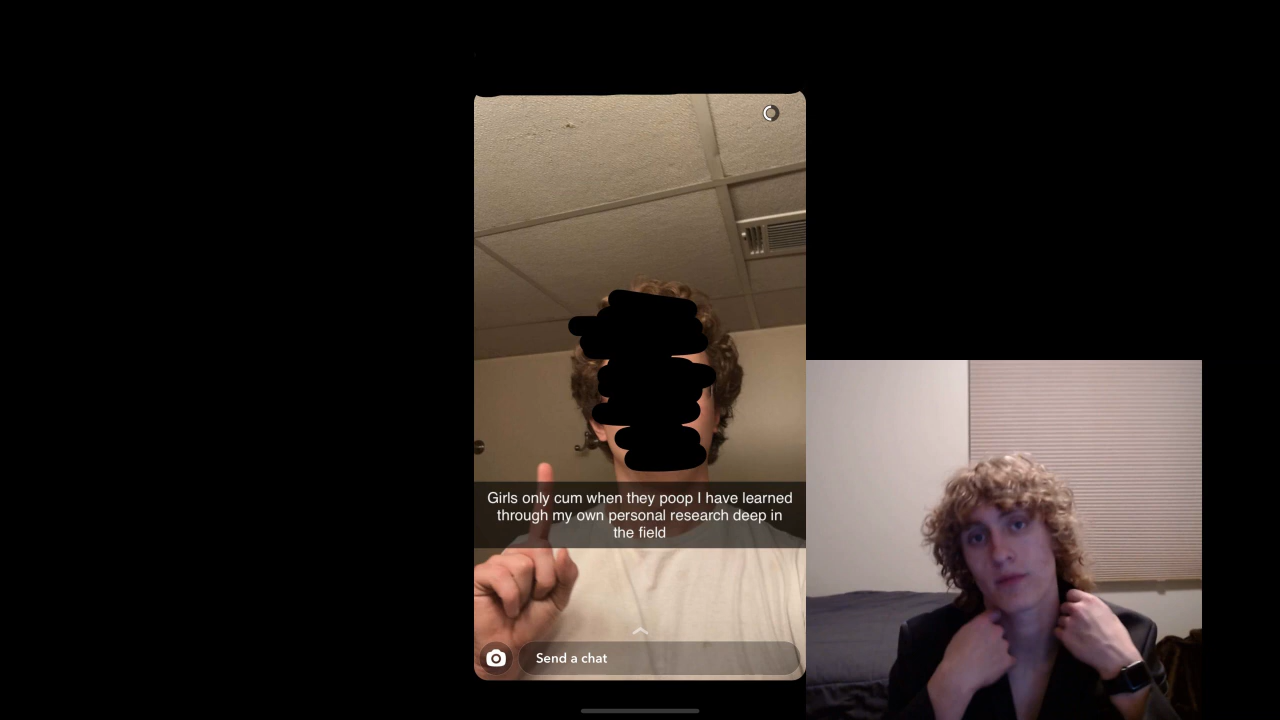 Girls only cum when they poop I have learned
through my own personal research deep in
the field
Send a chat